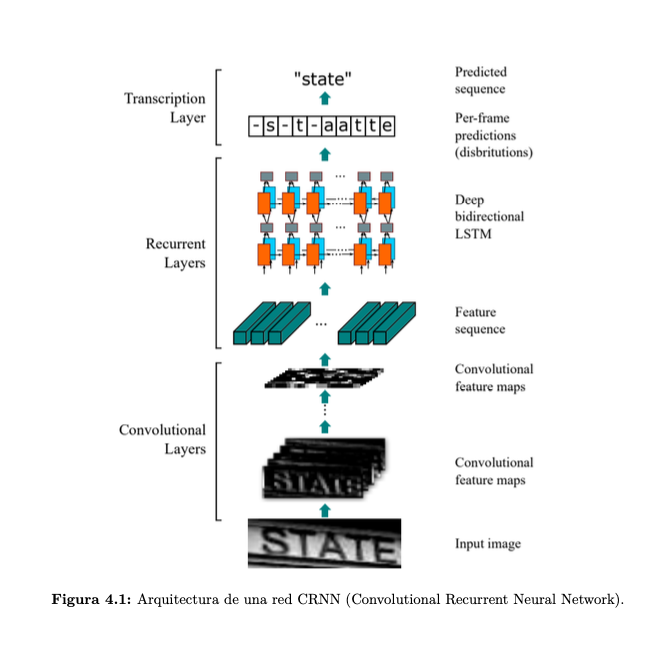 "state"
Predicted
sequence
Transcription
Layer
- s - t - a a t t e
Per-frame
predictions
(disbritutions)
...
Deep
bidirectional
LSTM
...
Recurrent
Layers
...
Feature
sequence
Convolutional
feature maps
Convolutional
Layers
STATE
Convolutional
feature maps
STATE
Input image
Figura 4.1: Arquitectura de una red CRNN (Convolutional Recurrent Neural Network).